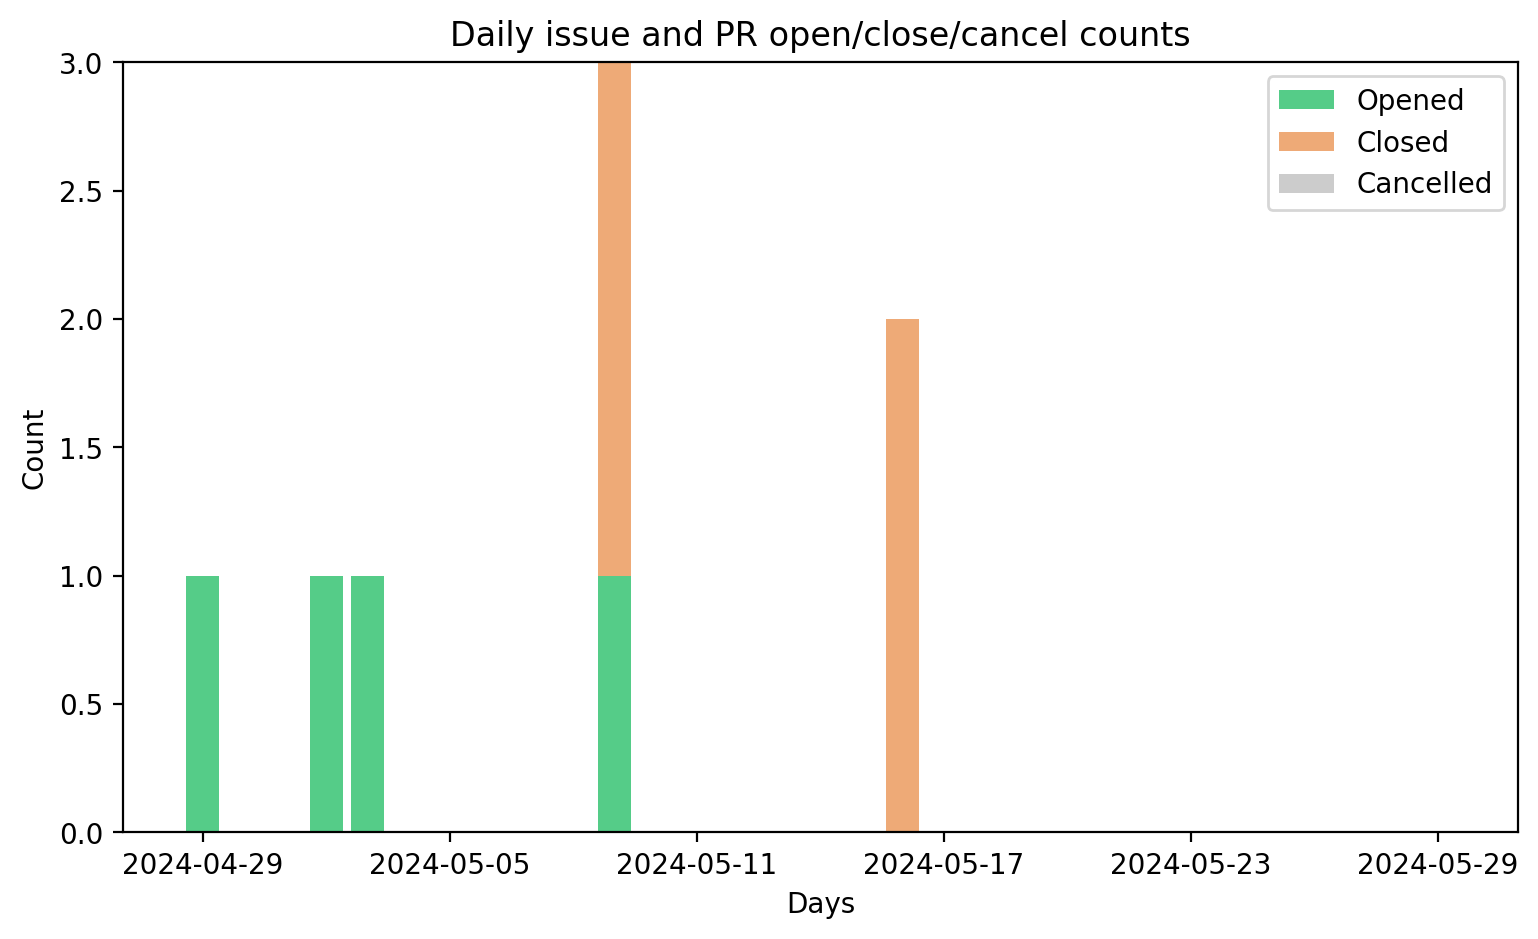 Daily issue and PR open/close/cancel counts
3.0
2.5
2.0
1.5
1.0
0.5
0.0
Count
Opened
Closed
Cancelled
2024-04-29 2024-05-05 2024-05-11 2024-05-17 2024-05-23 2024-05-29
Days